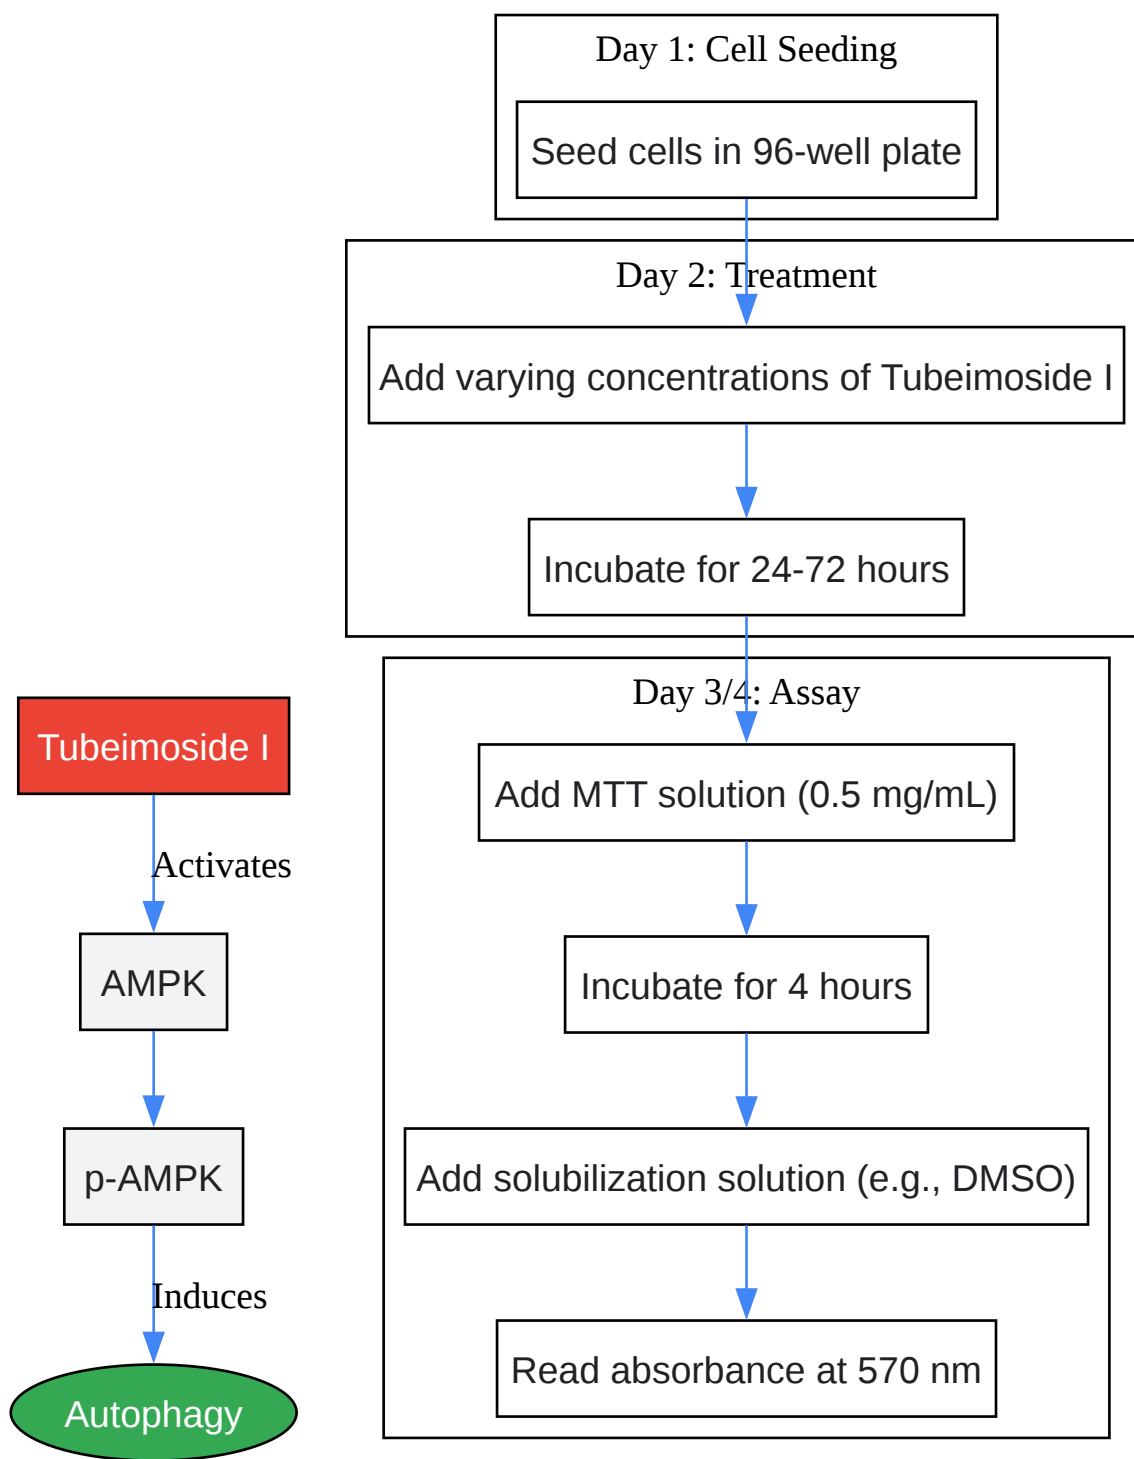 Day 1: Cell Seeding
Seed cells in 96-well plate
Day 2: Treatment
Add varying concentrations of Tubeimoside I
Incubate for 24-72 hours
Day 3/4: Assay
Add MTT solution (0.5 mg/mL)
Incubate for 4 hours
Add solubilization solution (e.g., DMSO)
Read absorbance at 570 nm
Tubeimoside I
Activates
AMPK
p-AMPK
Induces
Autophagy